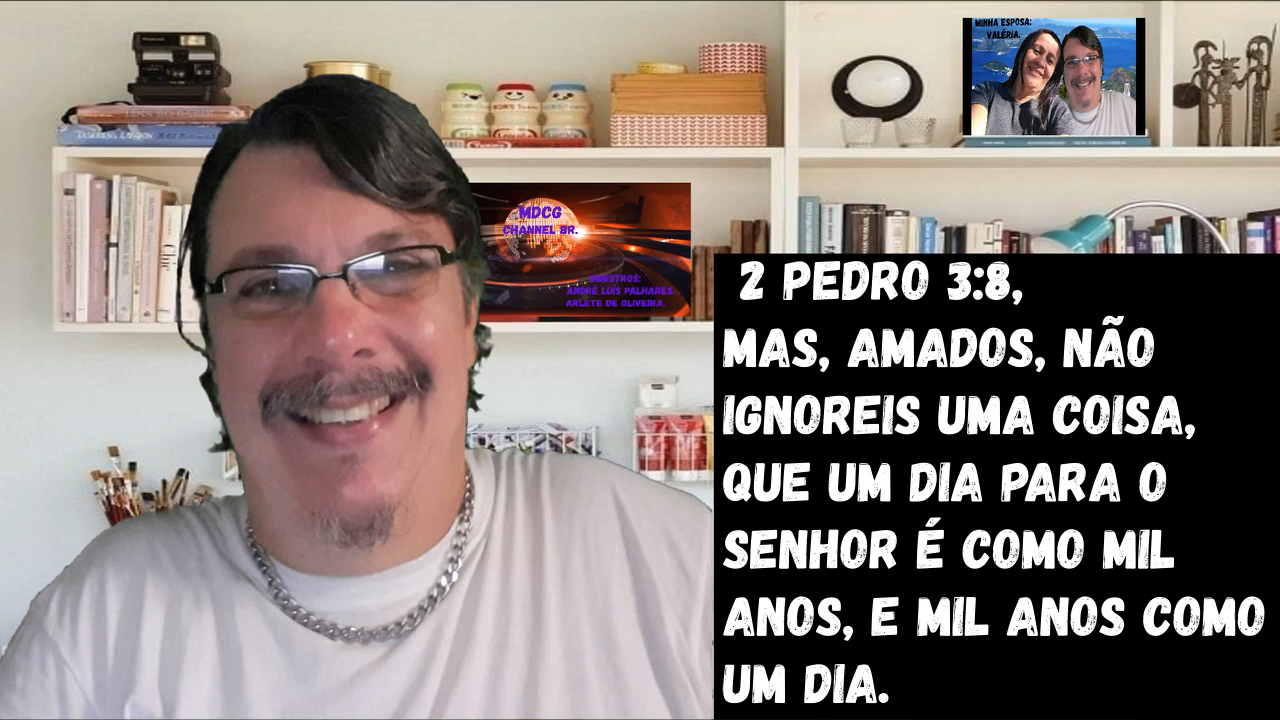 MINHA ESPOSA:
VALÉRIA.
MDCG
CHANNEL BR.
MINISTROS:
ANDRÉ LUIS PALHARES.
ARLETE DE OLIVEIRA.
2 PEDRO 3:8,
MAS, AMADOS, NÃO
IGNOREIS UMA COISA,
QUE UM DIA PARA O
SENHOR É COMO MIL
ANOS, E MIL ANOS COMO
UM DIA.